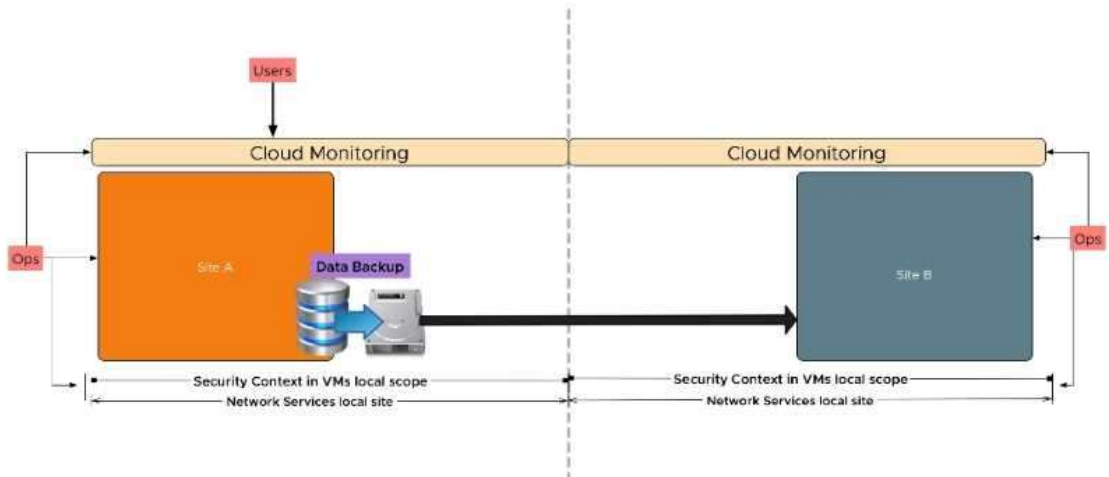 Users
Cloud Monitoring
Cloud Monitoring
Ops
Site A
Data Backup
Site B
Ops
Security Context in VMs local scope
Security Context in VMs local scope
Network Services local site
Network Services local site